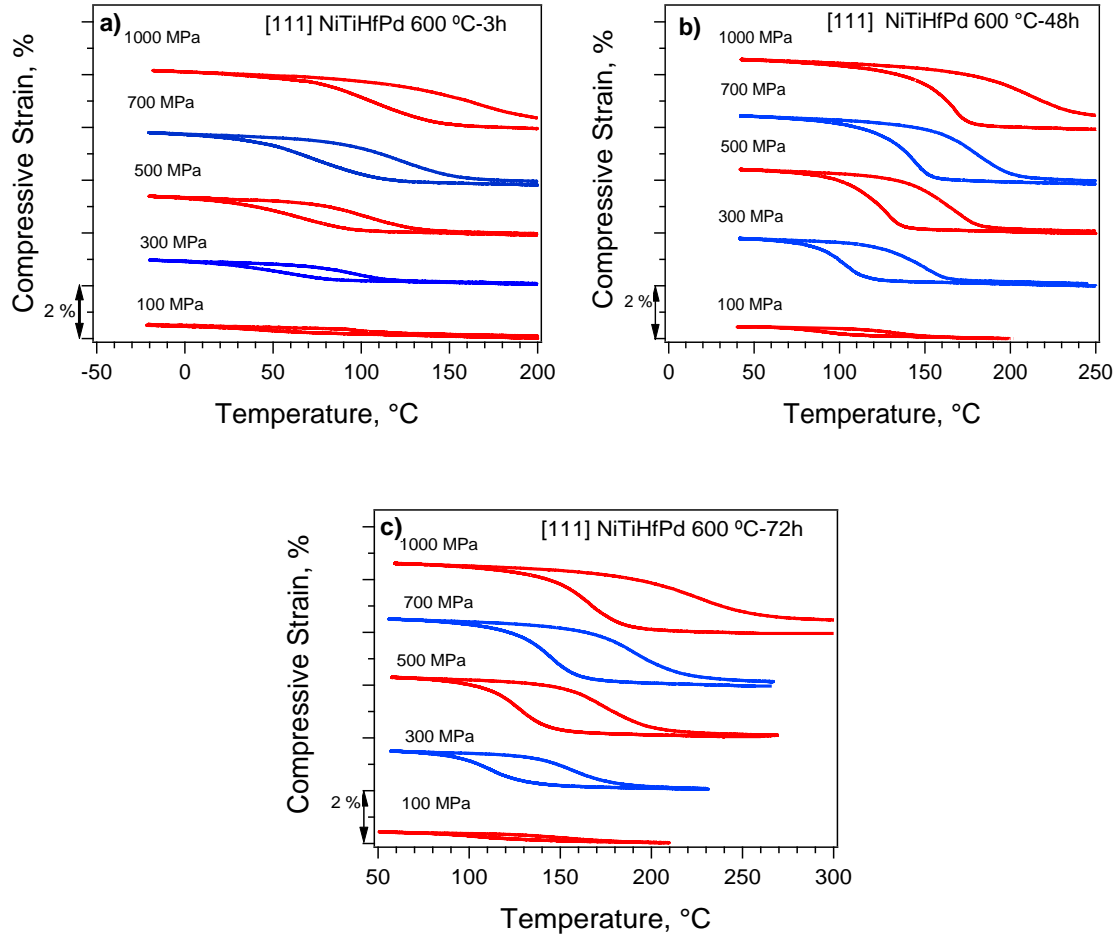 a)
[111] NiTiHfPd 600 ⁰C-3h
1000 MPa
700 MPa
500 MPa
300 MPa
100 MPa
2 %
Compressive Strain, %
-50 0 50 100 150 200
Temperature, °C
b)
[111] NiTiHfPd 600 °C-48h
1000 MPa
700 MPa
500 MPa
300 MPa
100 MPa
2 %
Compressive Strain, %
0 50 100 150 200 250
Temperature, °C
c)
[111] NiTiHfPd 600 ⁰C-72h
1000 MPa
700 MPa
500 MPa
300 MPa
100 MPa
2 %
Compressive Strain, %
50 100 150 200 250 300
Temperature, °C